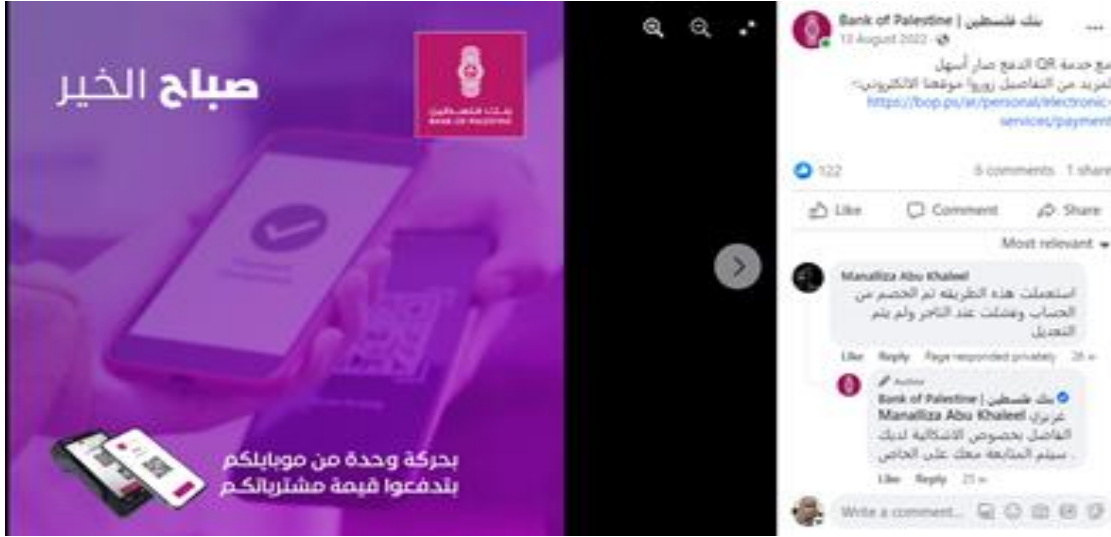 صباح الخير
بنك فلسطين
BANK OF PALESTINE
بحركة وحدة من موبايلكم
بتدفعوا قيمة مشترياتكم
Bank of Palestine | بنك فلسطين
13 August 2022
مع خدمة QR الدفع صار أسهل
لمزيد من التفاصيل زوروا موقعنا الالكتروني:
https://bop.ps/ar/personal/electronic-
services/payment
122
6 comments 1 share
Like Comment Share
Most relevant
Manalliza Abu Khaleel
استعملت هذه الطريقه تم الخصم من
الحساب وفشلت عند التاجر ولم يتم
التعديل
Like Reply Page responded privately
Author
Bank of Palestine | بنك فلسطين
Manalliza Abu Khaleel عزيزي
الفاضل بخصوص الاشكالية لديك
سيتم المتابعة معك على الخاص .
Like Reply
Write a comment...